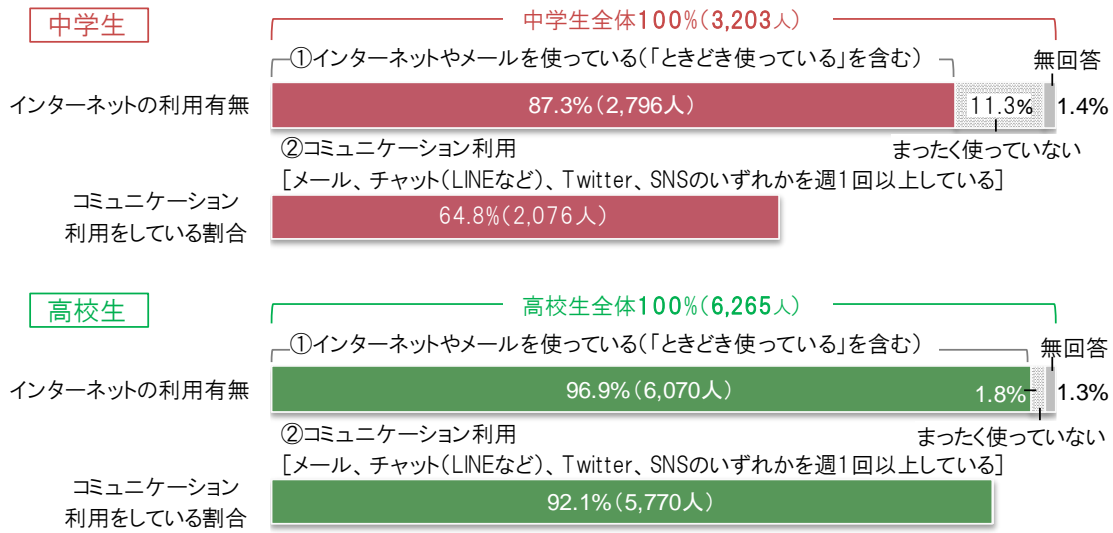 中学生
中学生全体100%(3,203人)
①インターネットやメールを使っている(「ときどき使っている」を含む)
無回答
インターネットの利用有無
87.3%(2,796人)
11.3%
1.4%
まったく使っていない
②コミュニケーション利用
[メール、チャット(LINEなど)、Twitter、SNSのいずれかを週1回以上している]
コミュニケーション
利用をしている割合
64.8%(2,076人)
高校生
高校生全体100%(6,265人)
①インターネットやメールを使っている(「ときどき使っている」を含む)
無回答
インターネットの利用有無
96.9%(6,070人)
1.8%
1.3%
まったく使っていない
②コミュニケーション利用
[メール、チャット(LINEなど)、Twitter、SNSのいずれかを週1回以上している]
コミュニケーション
利用をしている割合
92.1%(5,770人)